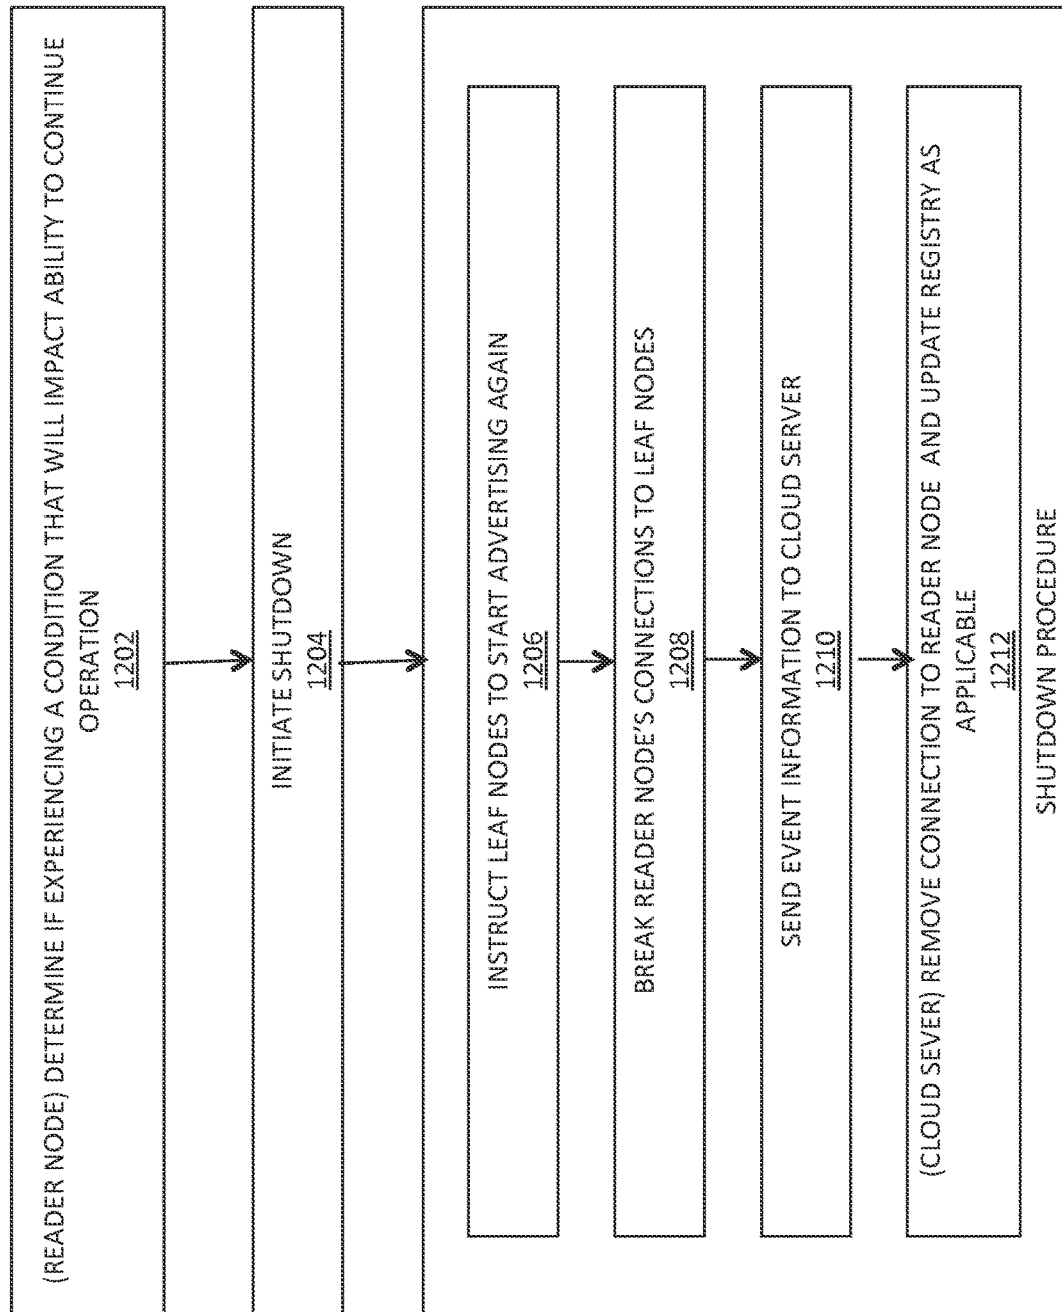 (READER NODE) DETERMINE IF EXPERIENCING A CONDITION THAT WILL IMPACT ABILITY TO CONTINUE
OPERATION
1202
INITIATE SHUTDOWN
1204
INSTRUCT LEAF NODES TO START ADVERTISING AGAIN
1206
BREAK READER NODE'S CONNECTIONS TO LEAF NODES
1208
SEND EVENT INFORMATION TO CLOUD SERVER
1210
(CLOUD SEVER) REMOVE CONNECTION TO READER NODE AND UPDATE REGISTRY AS
APPLICABLE
1212
SHUTDOWN PROCEDURE